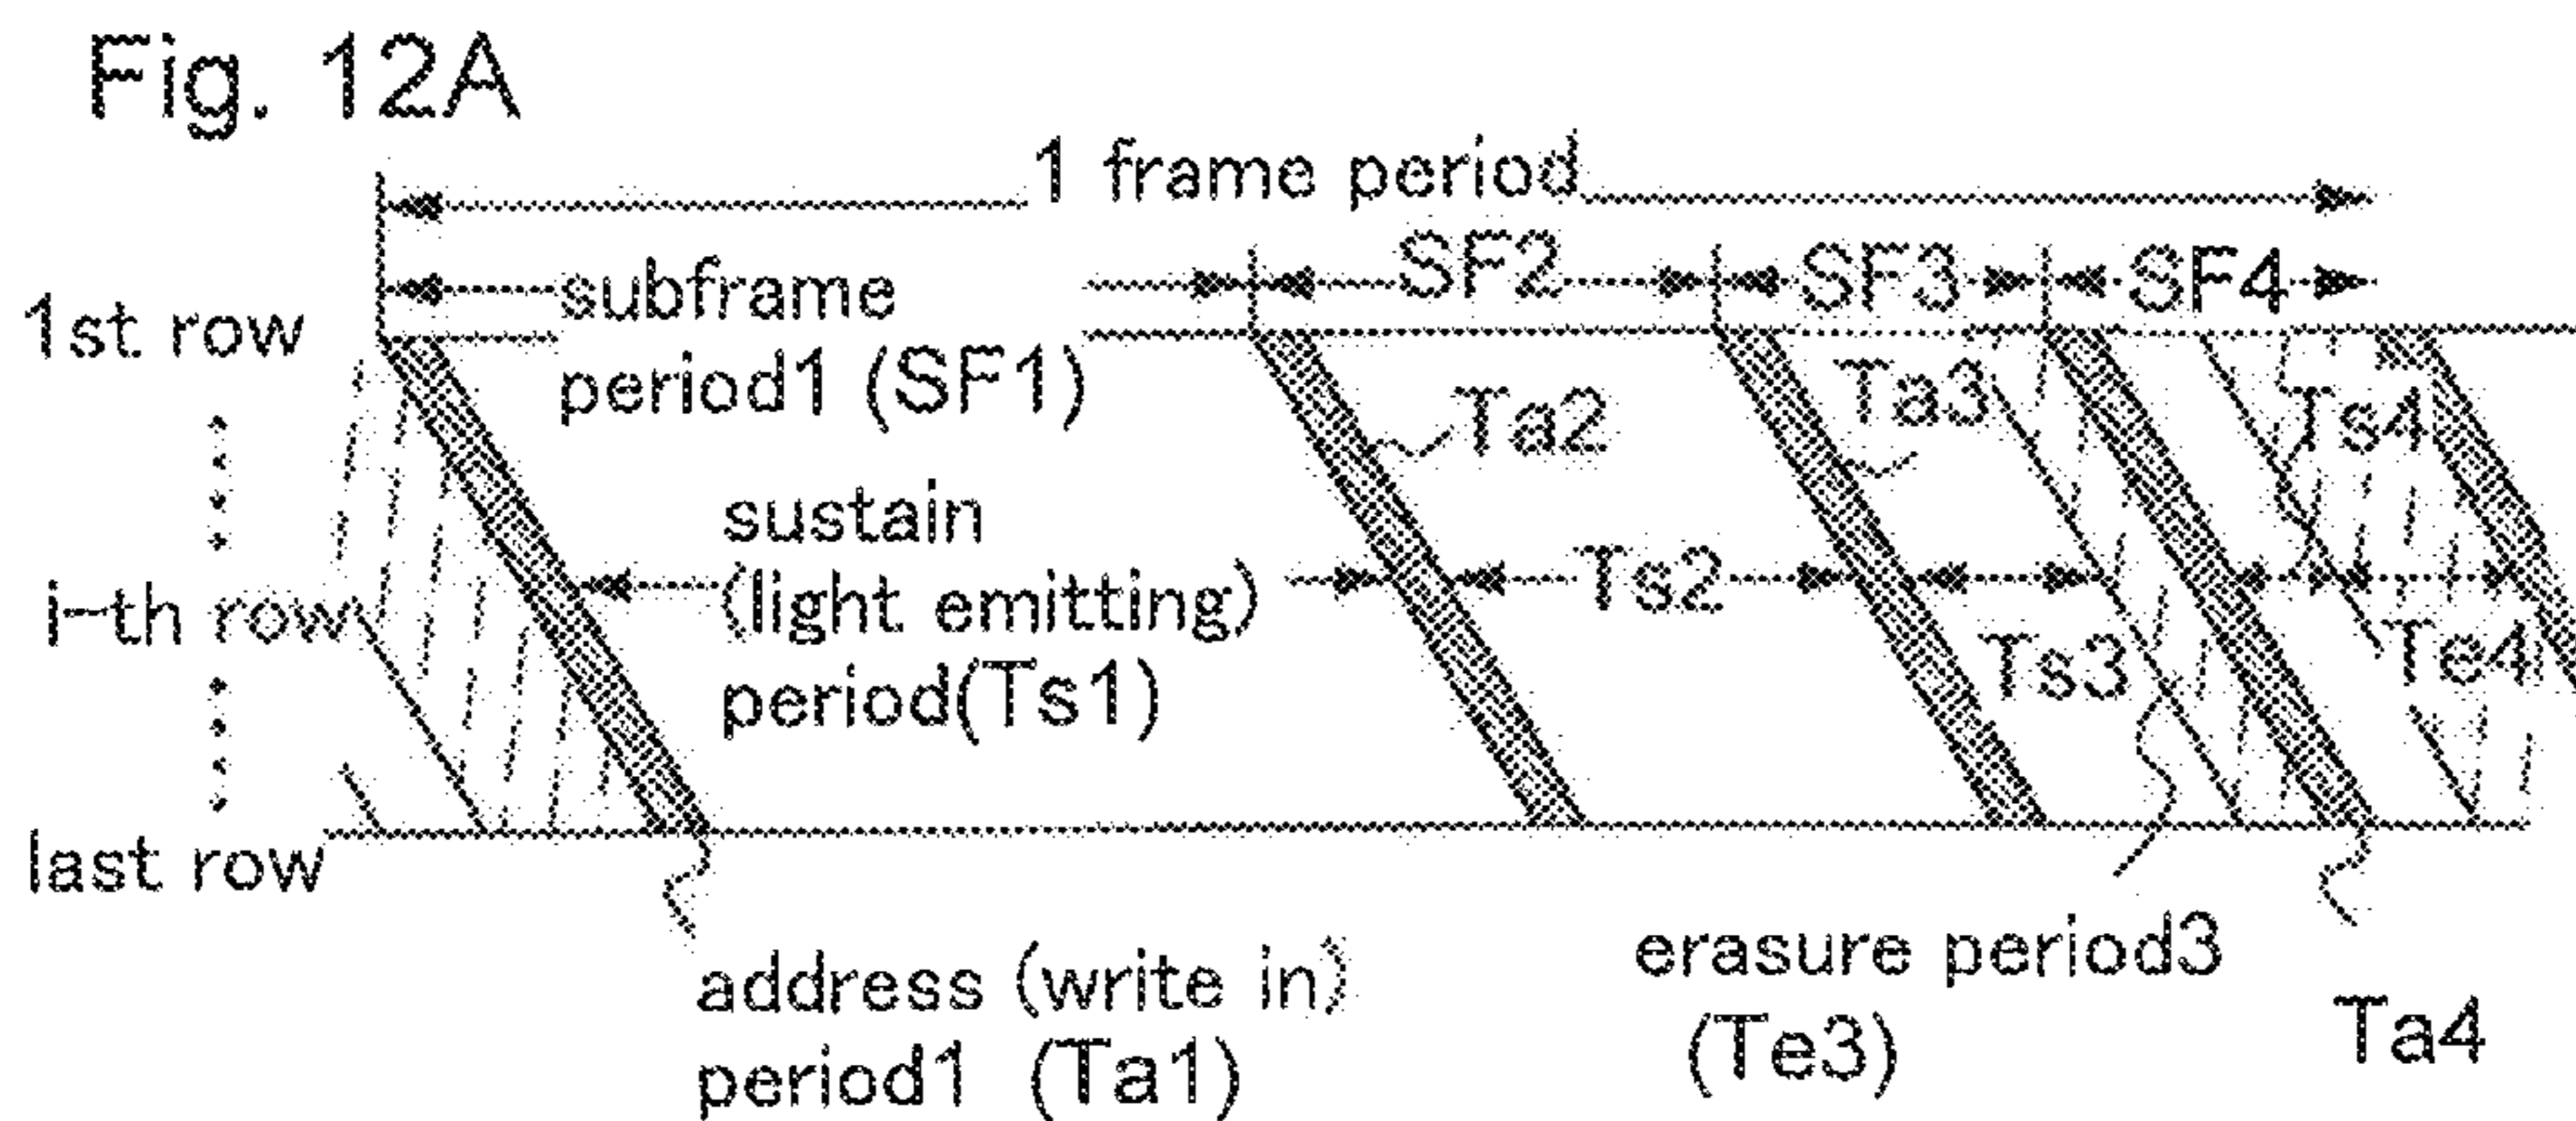 Fig. 12A
1 frame period
subframe
period1 (SF1)
SF2
SF3
SF4
1st row
Ta2
Ta3
Ts4
sustain
(light emitting)
period(Ts1)
i-th row
Ts2
Ts3
Te4
last row
address (write in)
period1 (Ta1)
erasure period3
(Te3)
Ta4